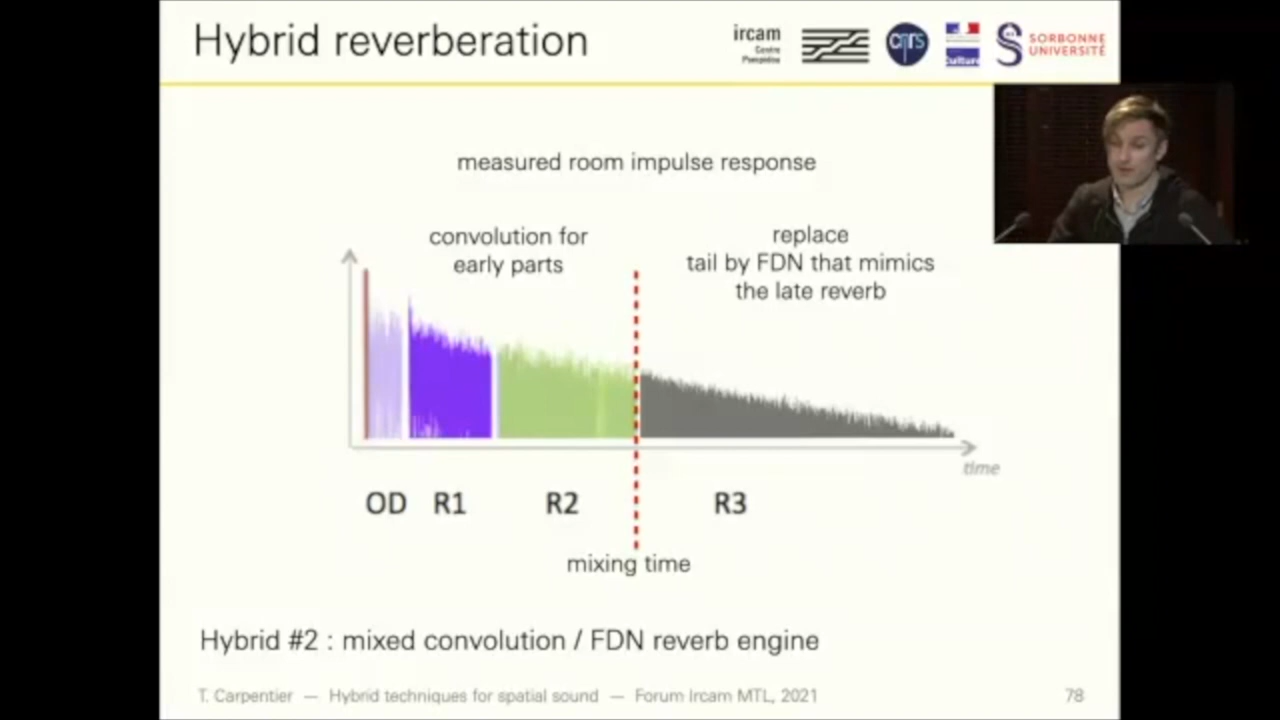 Hybrid reverberation
ircam
Centre
Pompidou
cnrs
Culture
SORBONNE
UNIVERSITÉ
measured room impulse response
convolution for
early parts
replace
tail by FDN that mimics
the late reverb
time
OD R1 R2 R3
mixing time
Hybrid #2 : mixed convolution / FDN reverb engine
T. Carpentier — Hybrid techniques for spatial sound — Forum Ircam MTL, 2021 78